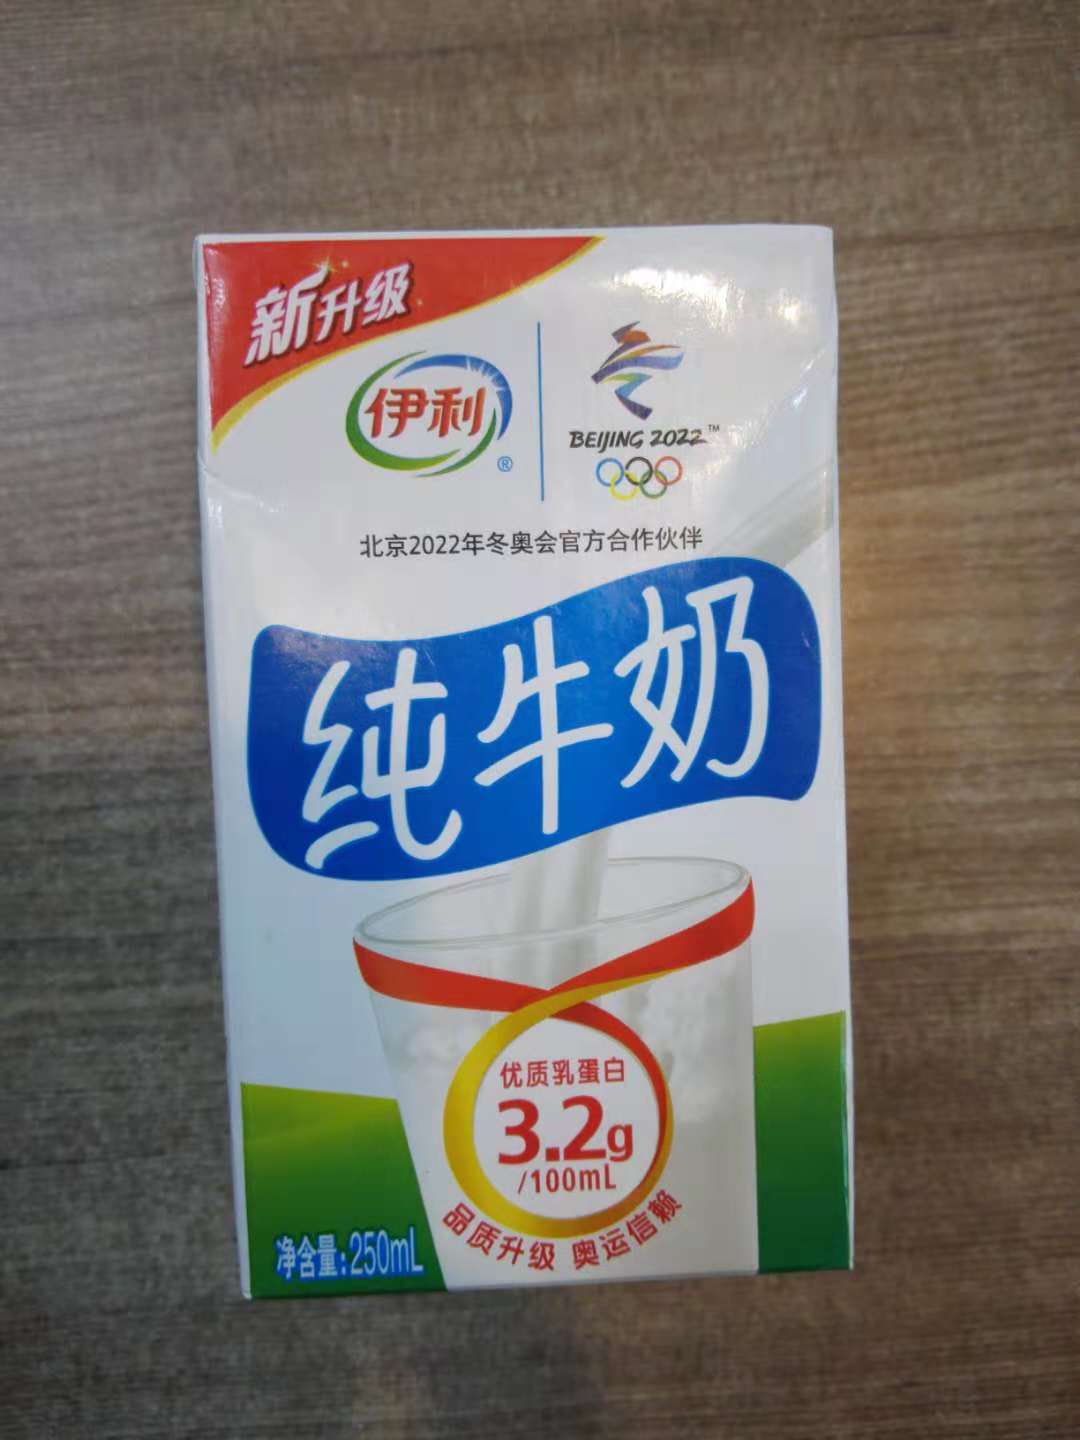 新升级
伊利
®
BEIJING 2022™
北京2022年冬奥会官方合作伙伴
纯牛奶
优质乳蛋白
3.2g
/100mL
品质升级 奥运信赖
净含量:250mL